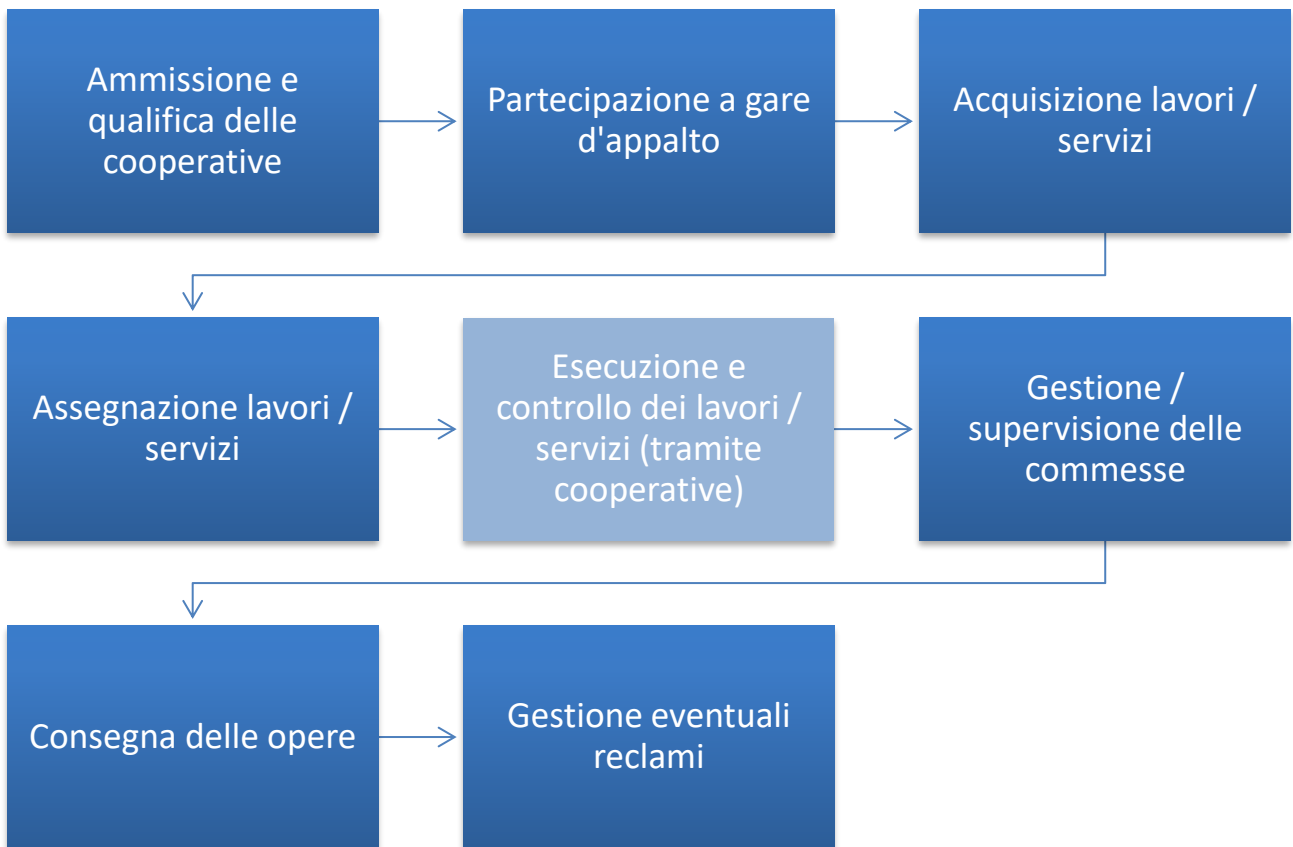 Ammissione e
qualifica delle
cooperative
Partecipazione a gare
d'appalto
Acquisizione lavori /
servizi
Assegnazione lavori /
servizi
Esecuzione e
controllo dei lavori /
servizi (tramite
cooperative)
Gestione /
supervisione delle
commesse
Consegna delle opere
Gestione eventuali
reclami